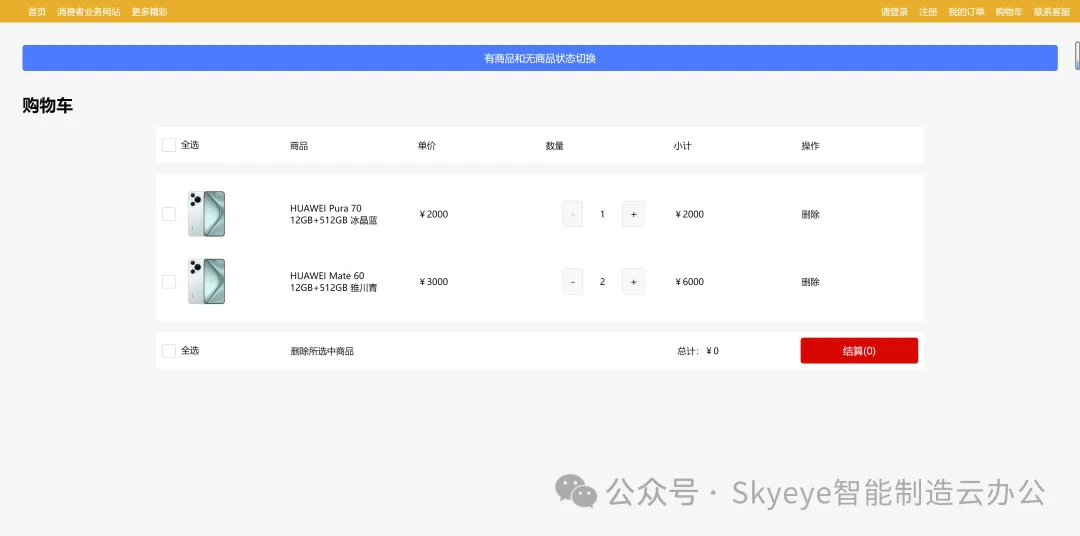 首页 消费者业务网站 更多精彩 请登录 注册 我的订单 购物车 联系客服
有商品和无商品状态切换
购物车
全选 商品 单价 数量 小计 操作
HUAWEI Pura 70
12GB+512GB 冰晶蓝
¥2000 - 1 + ¥2000 删除
HUAWEI Mate 60
12GB+512GB 雅川青
¥3000 - 2 + ¥6000 删除
全选 删除所选中商品 总计: ¥0 结算(0)
公众号 · Skyeye智能制造云办公